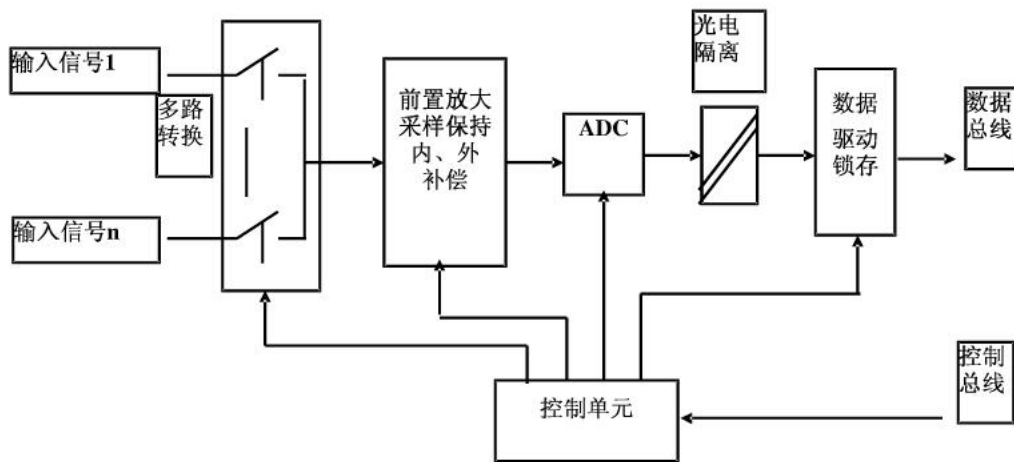 输入信号1
多路
转换
输入信号n
前置放大
采样保持
内、外
补偿
ADC
光电
隔离
数据
驱动
锁存
数据
总线
控制单元
控制
总线